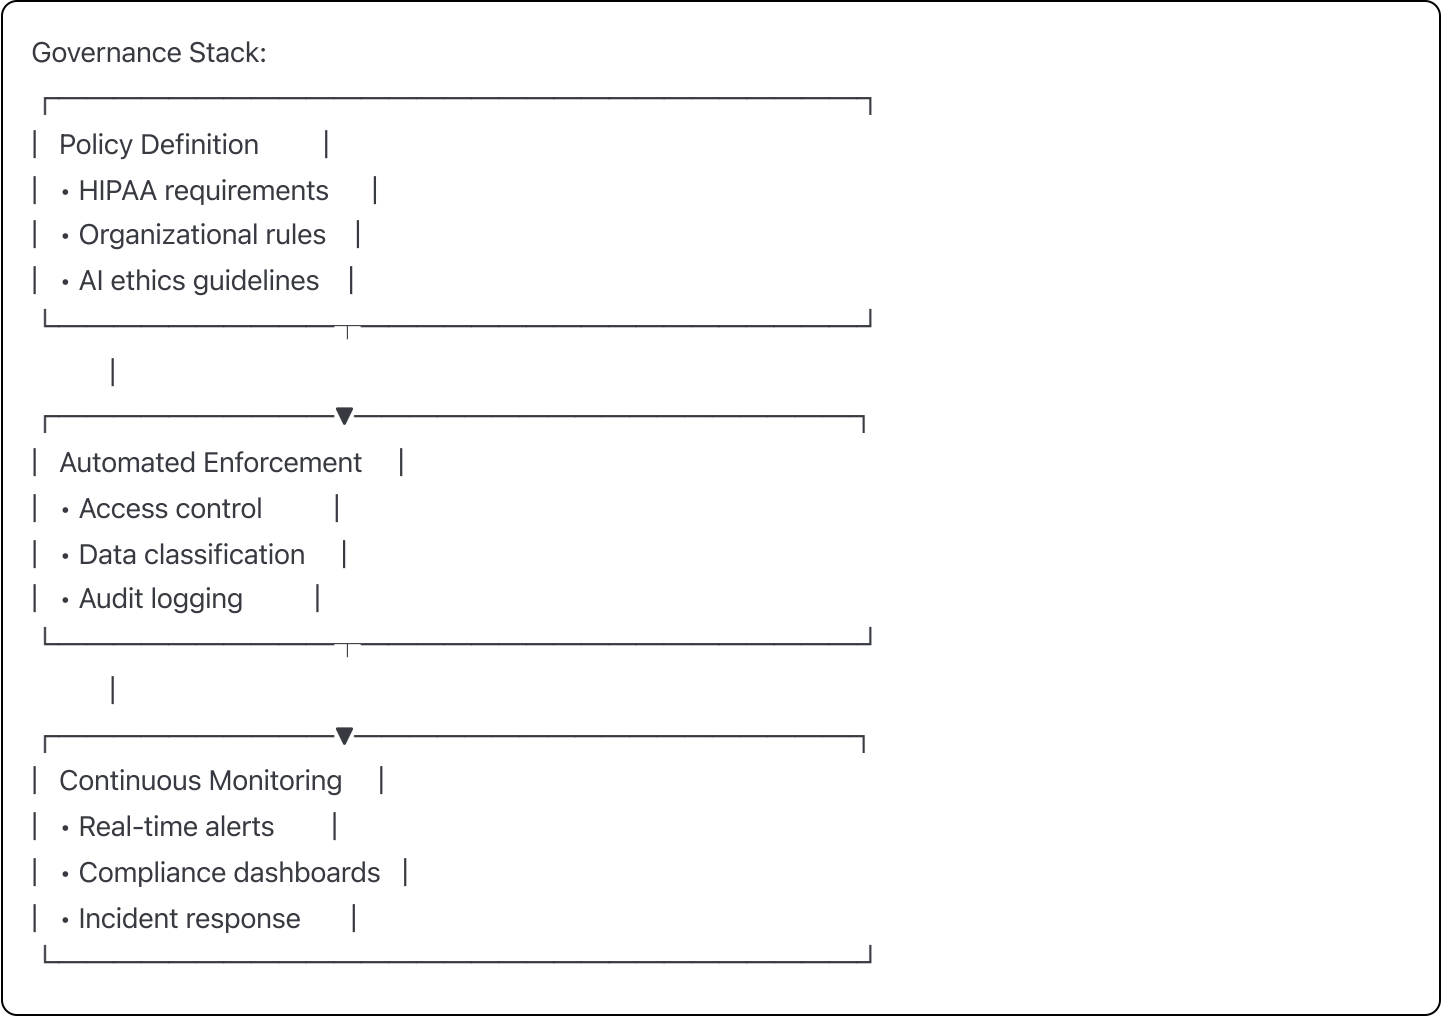 Governance Stack:
┌─────────────────────────────┐
│ Policy Definition │
│ • HIPAA requirements │
│ • Organizational rules │
│ • AI ethics guidelines │
└──────────┬──────────────────┘
│
┌──────────▼──────────────────┐
│ Automated Enforcement │
│ • Access control │
│ • Data classification │
│ • Audit logging │
└──────────┬──────────────────┘
│
┌──────────▼──────────────────┐
│ Continuous Monitoring │
│ • Real-time alerts │
│ • Compliance dashboards │
│ • Incident response │
└─────────────────────────────┘